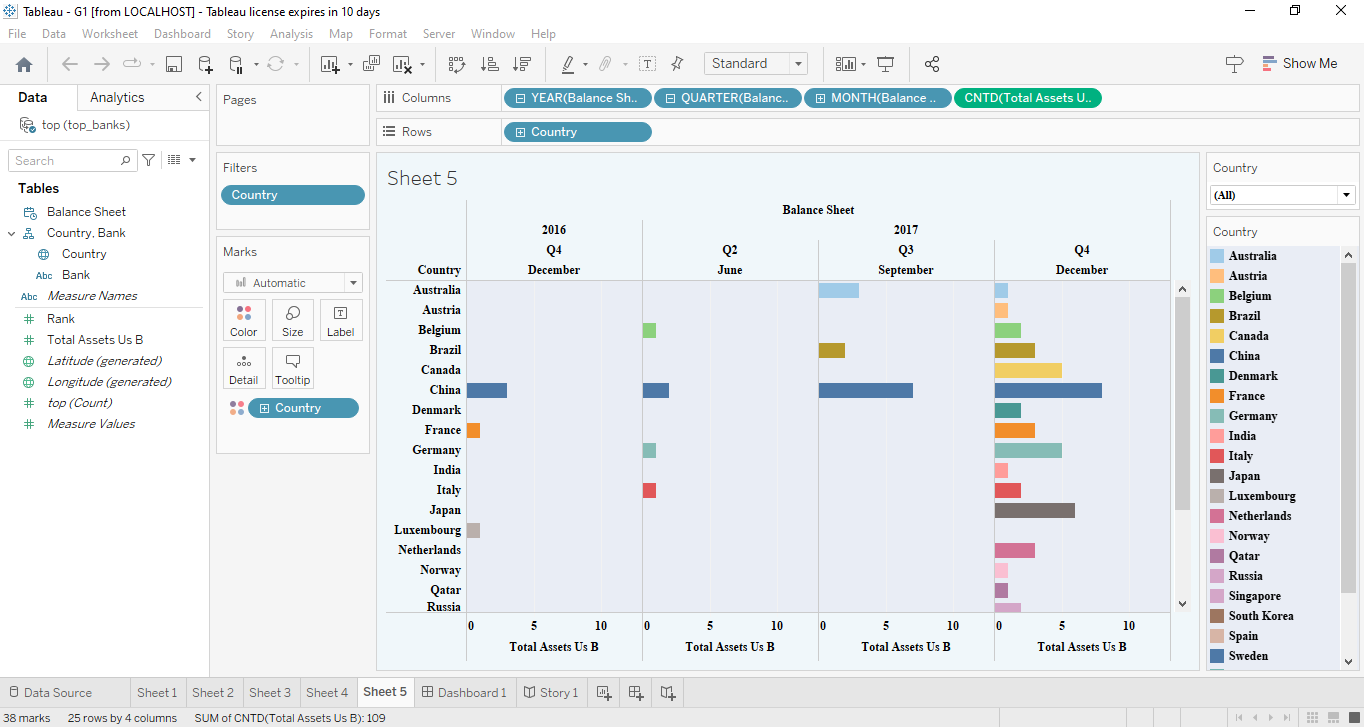 Tableau - G1 [from LOCALHOST] - Tableau license expires in 10 days
File Data Worksheet Dashboard Story Analysis Map Format Server Window Help
Standard
Show Me
Data Analytics
top (top_banks)
Search
Tables
Balance Sheet
Country, Bank
Country
Abc Bank
Abc Measure Names
# Rank
# Total Assets Us B
Latitude (generated)
Longitude (generated)
# top (Count)
# Measure Values
Pages
Filters
Country
Marks
Automatic
Color Size Label
Detail Tooltip
Country
Columns YEAR(Balance Sh.. QUARTER(Balanc.. MONTH(Balance .. CNTD(Total Assets U..
Rows Country
Sheet 5
Balance Sheet
2016 2017
Q4 Q2 Q3 Q4
Country December June September December
Australia
Austria
Belgium
Brazil
Canada
China
Denmark
France
Germany
India
Italy
Japan
Luxembourg
Netherlands
Norway
Qatar
Russia
0 5 10 0 5 10 0 5 10 0 5 10
Total Assets Us B Total Assets Us B Total Assets Us B Total Assets Us B
Country
(All)
Country
Australia
Austria
Belgium
Brazil
Canada
China
Denmark
France
Germany
India
Italy
Japan
Luxembourg
Netherlands
Norway
Qatar
Russia
Singapore
South Korea
Spain
Sweden
Data Source Sheet 1 Sheet 2 Sheet 3 Sheet 4 Sheet 5 Dashboard 1 Story 1
38 marks 25 rows by 4 columns SUM of CNTD(Total Assets Us B): 109